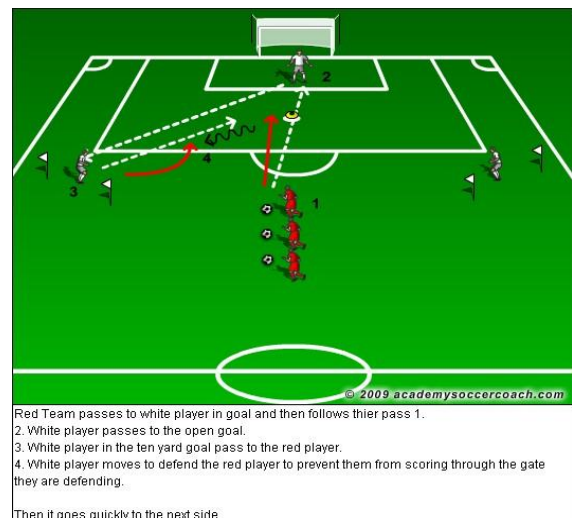 2
4
3
1
© 2009 academysoccercoach.com
Red Team passes to white player in goal and then follows thier pass 1.
2. White player passes to the open goal.
3. White player in the ten yard goal pass to the red player.
4. White player moves to defend the red player to prevent them from scoring through the gate
they are defending.
Then it goes quickly to the next side